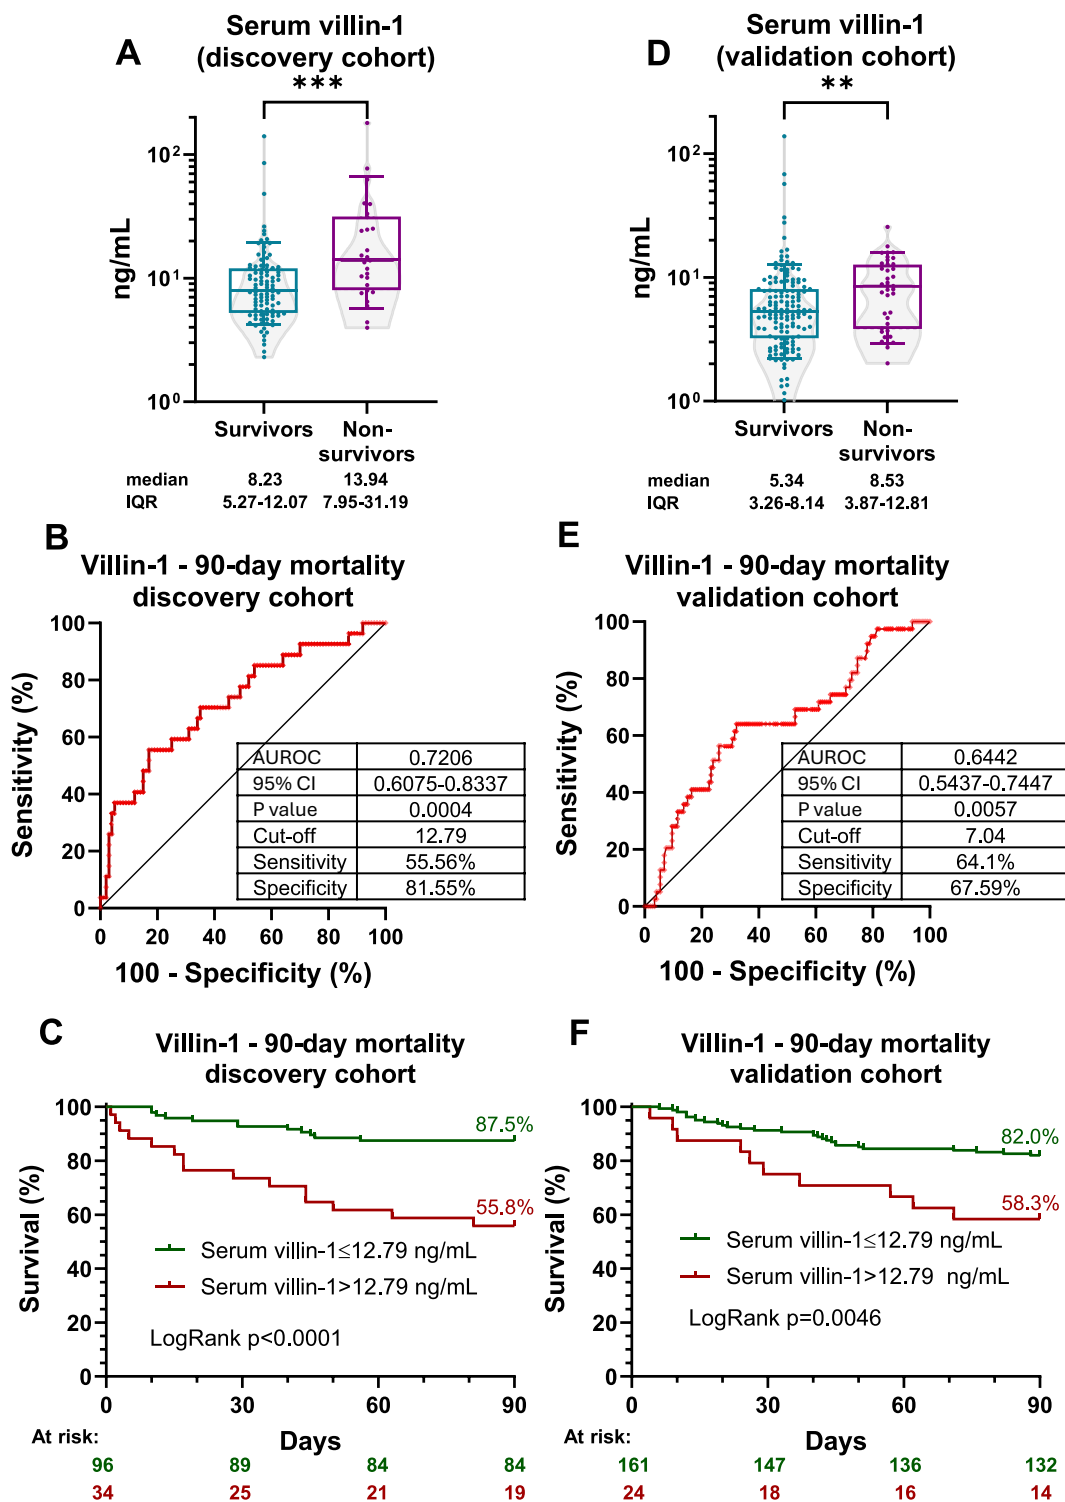 A
Serum villin-1
(discovery cohort)
***
ng/mL
10²
10¹
10⁰
Survivors Non-survivors
median 8.23 13.94
IQR 5.27-12.07 7.95-31.19
D
Serum villin-1
(validation cohort)
**
ng/mL
10²
10¹
10⁰
Survivors Non-survivors
median 5.34 8.53
IQR 3.26-8.14 3.87-12.81
B
Villin-1 - 90-day mortality
discovery cohort
Sensitivity (%)
100
80
60
40
20
0
AUROC 0.7206
95% CI 0.6075-0.8337
P value 0.0004
Cut-off 12.79
Sensitivity 55.56%
Specificity 81.55%
0 20 40 60 80 100
100 - Specificity (%)
E
Villin-1 - 90-day mortality
validation cohort
Sensitivity (%)
100
80
60
40
20
0
AUROC 0.6442
95% CI 0.5437-0.7447
P value 0.0057
Cut-off 7.04
Sensitivity 64.1%
Specificity 67.59%
0 20 40 60 80 100
100 - Specificity (%)
C
Villin-1 - 90-day mortality
discovery cohort
Survival (%)
100
80
60
40
20
0
87.5%
55.8%
Serum villin-1≤12.79 ng/mL
Serum villin-1>12.79 ng/mL
LogRank p<0.0001
0 30 60 90
Days
At risk:
96 89 84 84
34 25 21 19
F
Villin-1 - 90-day mortality
validation cohort
Survival (%)
100
80
60
40
20
0
82.0%
58.3%
Serum villin-1≤12.79 ng/mL
Serum villin-1>12.79 ng/mL
LogRank p=0.0046
0 30 60 90
Days
At risk:
161 147 136 132
24 18 16 14